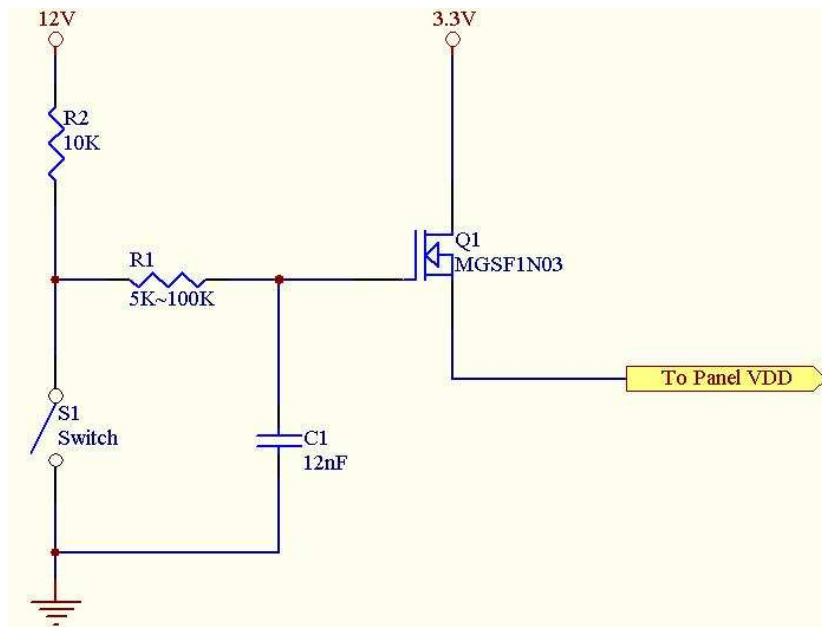 12V
3.3V
R2
10K
R1
5K~100K
Q1
MGSF1N03
To Panel VDD
S1
Switch
C1
12nF